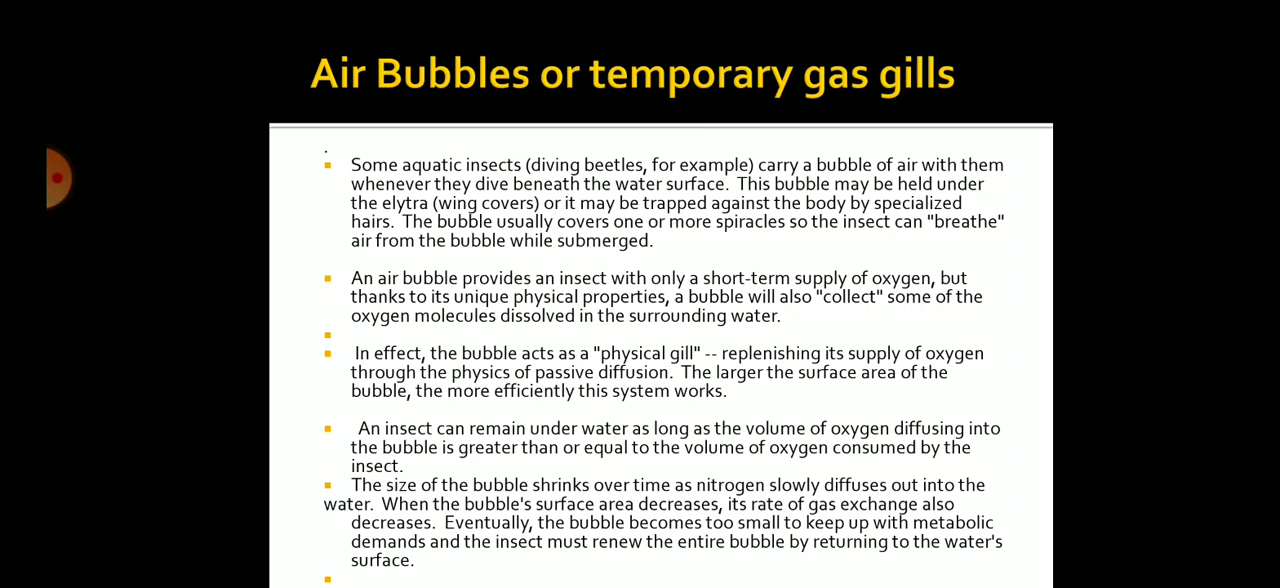 Air Bubbles or temporary gas gills
.
Some aquatic insects (diving beetles, for example) carry a bubble of air with them
whenever they dive beneath the water surface.  This bubble may be held under
the elytra (wing covers) or it may be trapped against the body by specialized
hairs.  The bubble usually covers one or more spiracles so the insect can "breathe"
air from the bubble while submerged.
An air bubble provides an insect with only a short-term supply of oxygen, but
thanks to its unique physical properties, a bubble will also "collect" some of the
oxygen molecules dissolved in the surrounding water.
In effect, the bubble acts as a "physical gill" -- replenishing its supply of oxygen
through the physics of passive diffusion.  The larger the surface area of the
bubble, the more efficiently this system works.
An insect can remain under water as long as the volume of oxygen diffusing into
the bubble is greater than or equal to the volume of oxygen consumed by the
insect.
The size of the bubble shrinks over time as nitrogen slowly diffuses out into the
water.  When the bubble's surface area decreases, its rate of gas exchange also
decreases.  Eventually, the bubble becomes too small to keep up with metabolic
demands and the insect must renew the entire bubble by returning to the water's
surface.